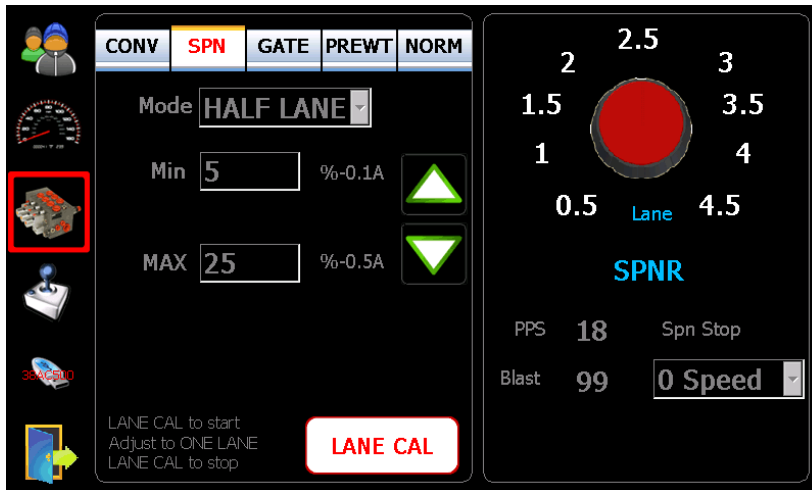 CONV SPN GATE PREWT NORM
Mode HALF LANE
Min 5 %-0.1A
MAX 25 %-0.5A
LANE CAL to start
Adjust to ONE LANE
LANE CAL to stop
LANE CAL
38AC500
2.5
2 3
1.5 3.5
1 4
0.5 Lane 4.5
SPNR
PPS 18 Spn Stop
Blast 99 0 Speed